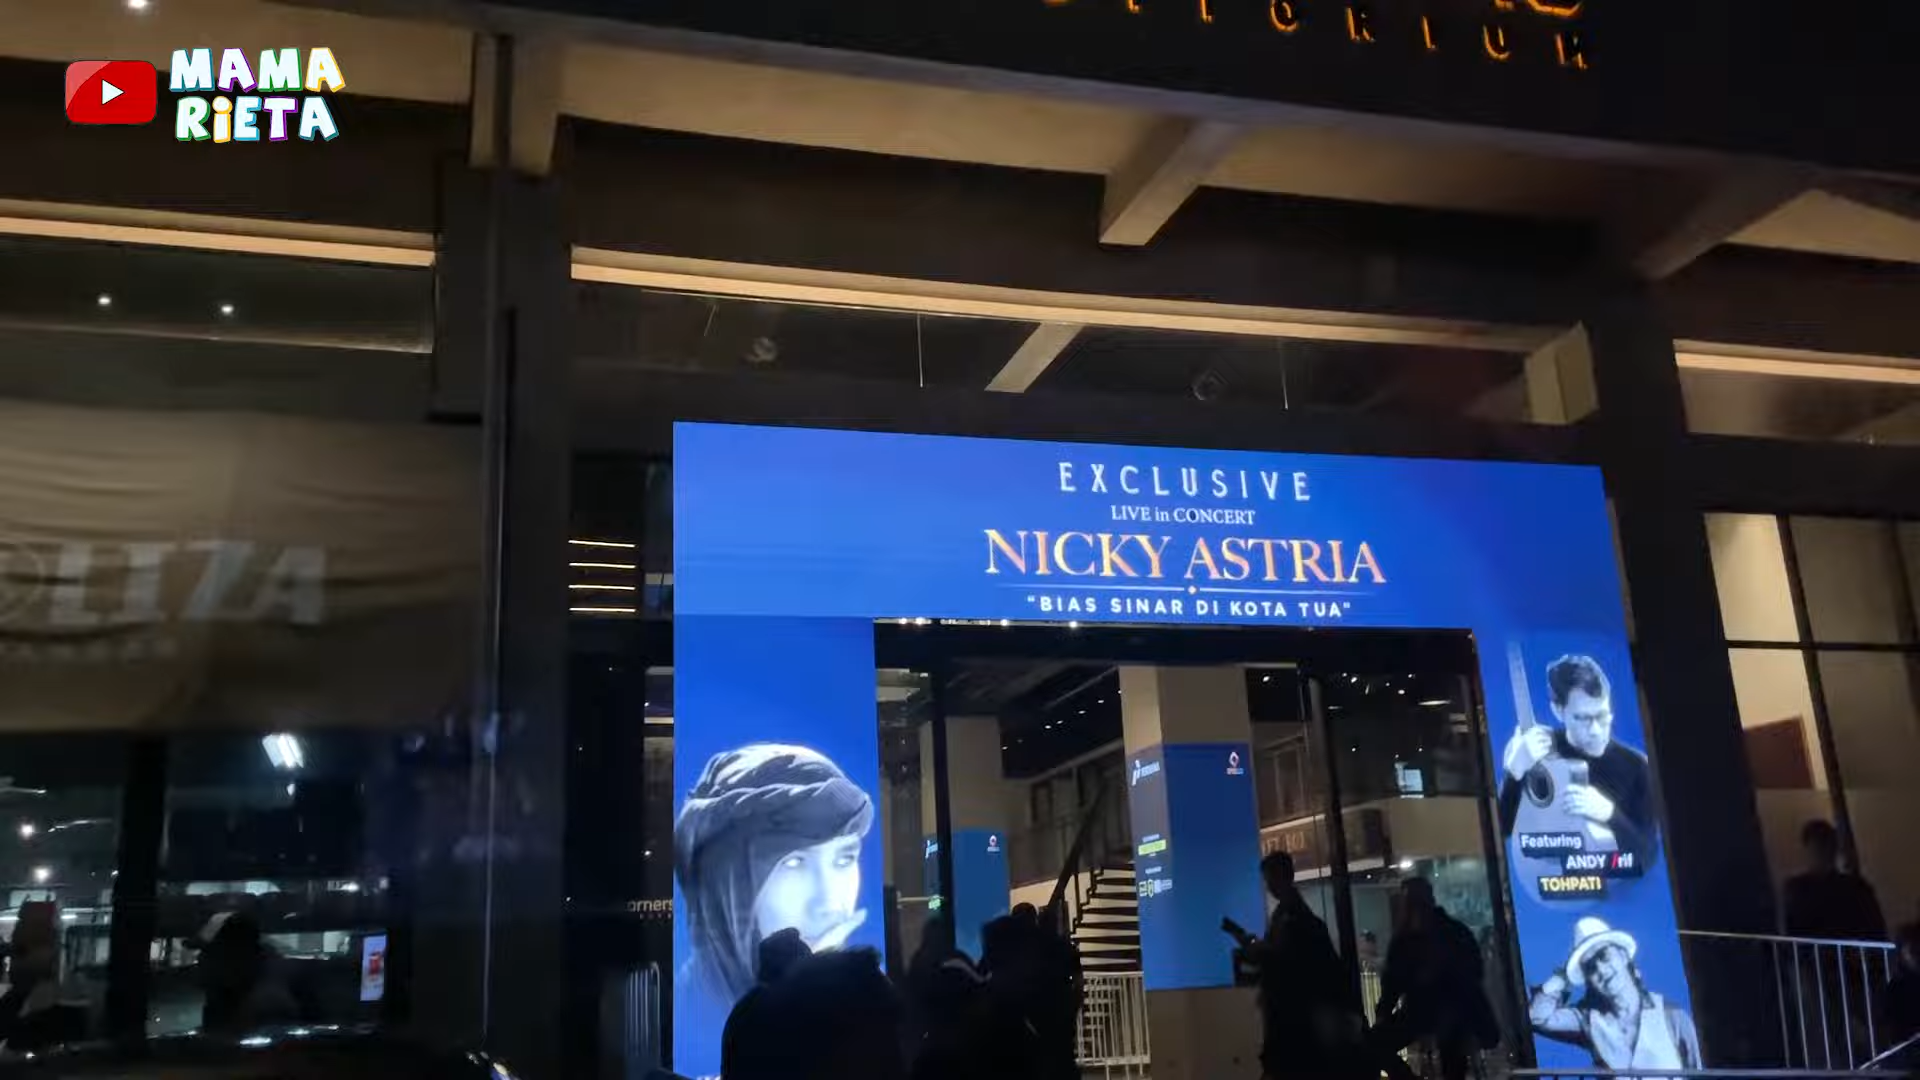 MAMA
RiETA
EXCLUSIVE
LIVE in CONCERT
NICKY ASTRIA
"BIAS SINAR DI KOTA TUA"
Featuring
ANDY /rif
TOHPATI